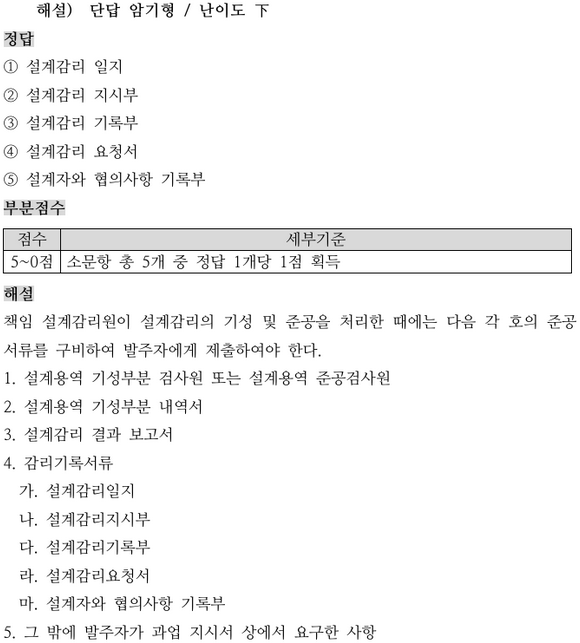 해설) 단답 암기형 / 난이도 下
정답
① 설계감리 일지
② 설계감리 지시부
③ 설계감리 기록부
④ 설계감리 요청서
⑤ 설계자와 협의사항 기록부
부분점수
점수 세부기준
5~0점 소문항 총 5개 중 정답 1개당 1점 획득
해설
책임 설계감리원이 설계감리의 기성 및 준공을 처리한 때에는 다음 각 호의 준공
서류를 구비하여 발주자에게 제출하여야 한다.
1. 설계용역 기성부분 검사원 또는 설계용역 준공검사원
2. 설계용역 기성부분 내역서
3. 설계감리 결과 보고서
4. 감리기록서류
가. 설계감리일지
나. 설계감리지시부
다. 설계감리기록부
라. 설계감리요청서
마. 설계자와 협의사항 기록부
5. 그 밖에 발주자가 과업 지시서 상에서 요구한 사항